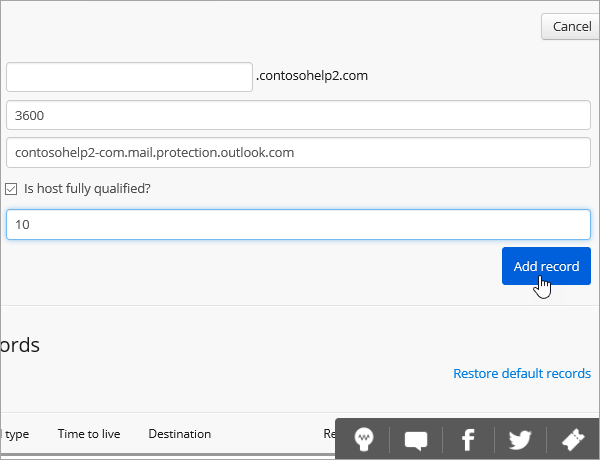 Cancel
.contosohelp2.com
3600
contosohelp2-com.mail.protection.outlook.com
Is host fully qualified?
10
Add record
ords
Restore default records
l type Time to live Destination Re